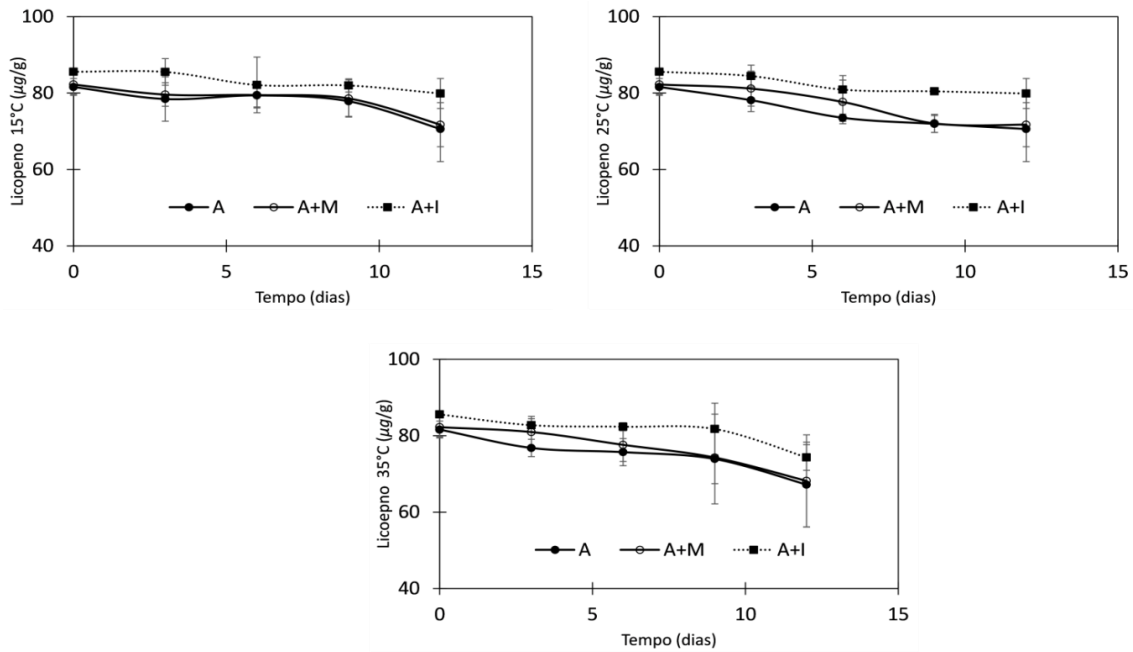 100
80
60
40
Licopeno 15°C (µg/g)
A A+M A+I
0 5 10 15
Tempo (dias)
100
80
60
40
Licopeno 25°C (µg/g)
A A+M A+I
0 5 10 15
Tempo (dias)
100
80
60
40
Licoepno 35°C (µg/g)
A A+M A+I
0 5 10 15
Tempo (dias)